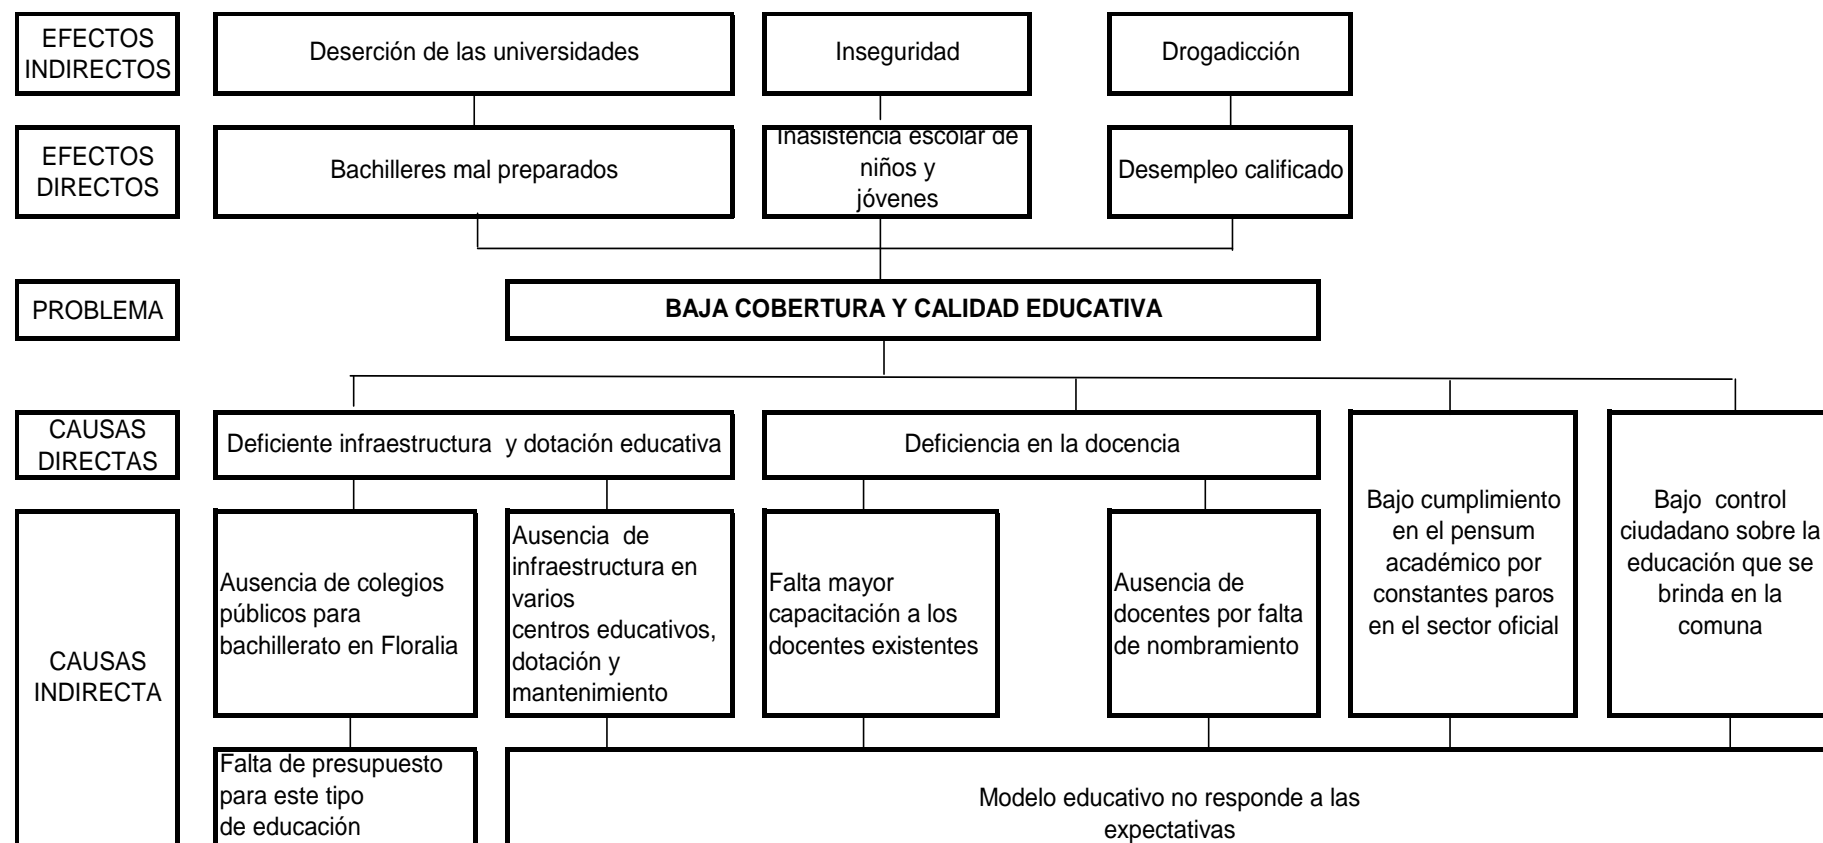 EFECTOS
INDIRECTOS
Deserción de las universidades
Inseguridad
Drogadicción
EFECTOS
DIRECTOS
Bachilleres mal preparados
Inasistencia escolar de
niños y
jóvenes
Desempleo calificado
PROBLEMA
BAJA COBERTURA Y CALIDAD EDUCATIVA
CAUSAS
DIRECTAS
Deficiente infraestructura y dotación educativa
Deficiencia en la docencia
Bajo cumplimiento
en el pensum
académico por
constantes paros
en el sector oficial
Bajo control
ciudadano sobre la
educación que se
brinda en la
comuna
CAUSAS
INDIRECTA
Ausencia de colegios
públicos para
bachillerato en Floralia
Ausencia de
infraestructura en
varios
centros educativos,
dotación y
mantenimiento
Falta mayor
capacitación a los
docentes existentes
Ausencia de
docentes por falta
de nombramiento
Falta de presupuesto
para este tipo
de educación
Modelo educativo no responde a las
expectativas